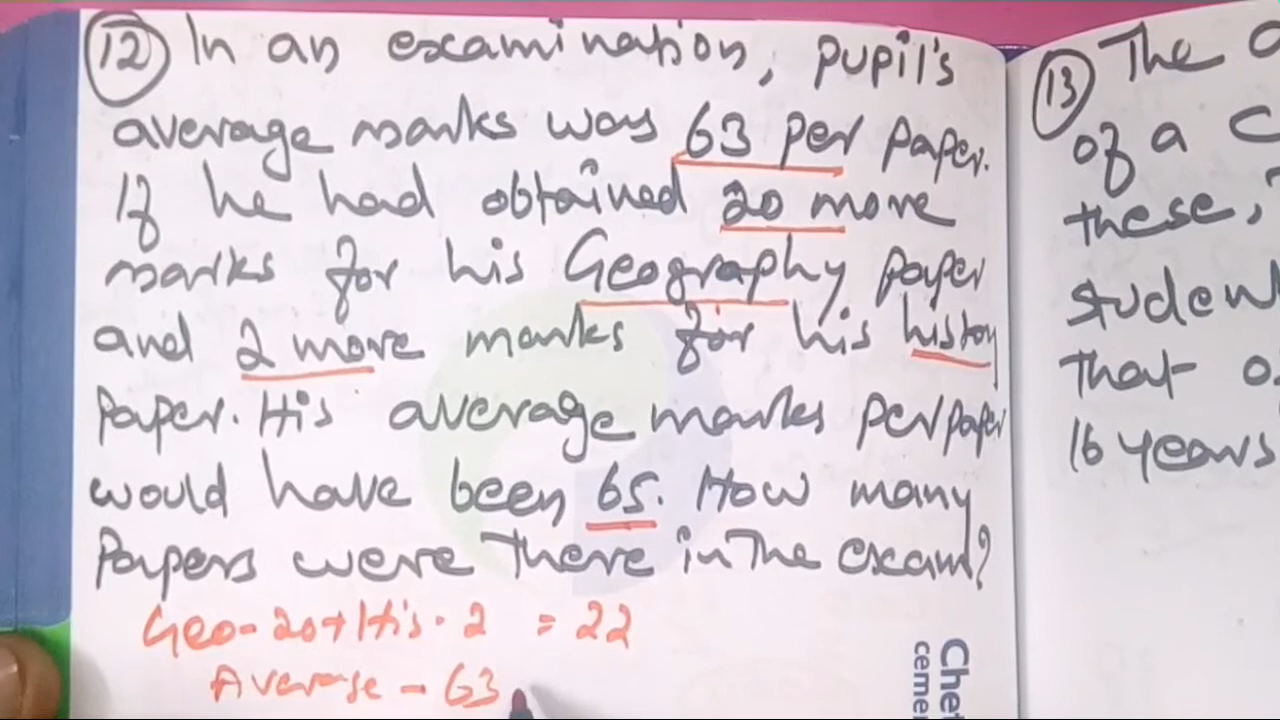 12 In an examination, pupil's
average marks was 63 per paper.
If he had obtained 20 more
marks for his Geography paper
and 2 more marks for his history
paper. His average marks per paper
would have been 65. How many
Papers were there in the exam?
Geo - 20 + His - 2 = 22
Average - 63
13 The
of a C
these,
studen
That
16 years
Chet
cemen